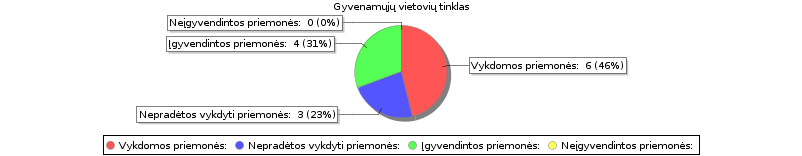 Gyvenamųjų vietovių tinklas
Neįgyvendintos priemonės: 0 (0%)
Įgyvendintos priemonės: 4 (31%)
Vykdomos priemonės: 6 (46%)
Nepradėtos vykdyti priemonės: 3 (23%)
Vykdomos priemonės: Nepradėtos vykdyti priemonės: Įgyvendintos priemonės: Neįgyvendintos priemonės: